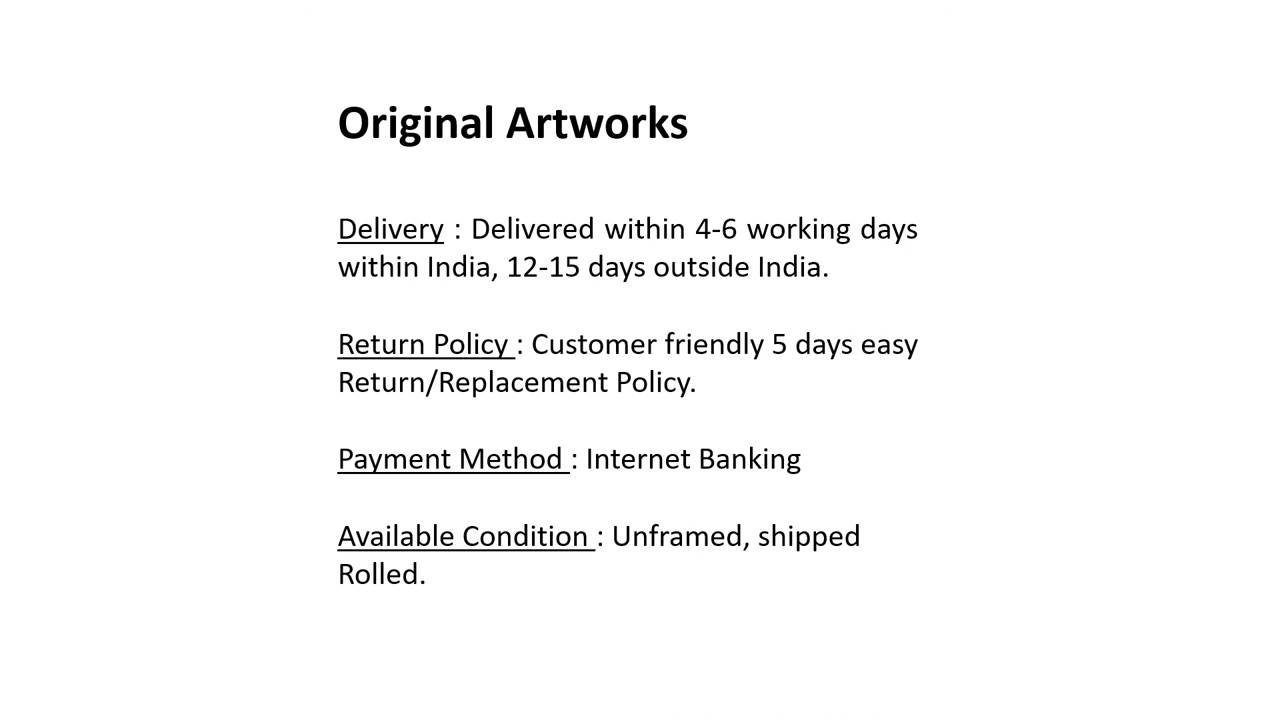 Original Artworks
Delivery : Delivered within 4-6 working days
within India, 12-15 days outside India.
Return Policy : Customer friendly 5 days easy
Return/Replacement Policy.
Payment Method : Internet Banking
Available Condition : Unframed, shipped
Rolled.